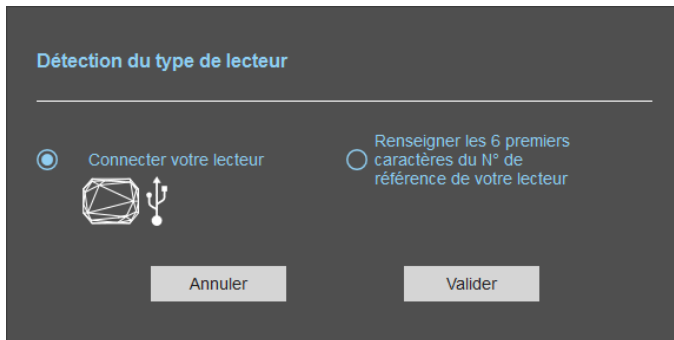 Détection du type de lecteur
Connecter votre lecteur
Renseigner les 6 premiers
caractères du N° de
référence de votre lecteur
Annuler
Valider